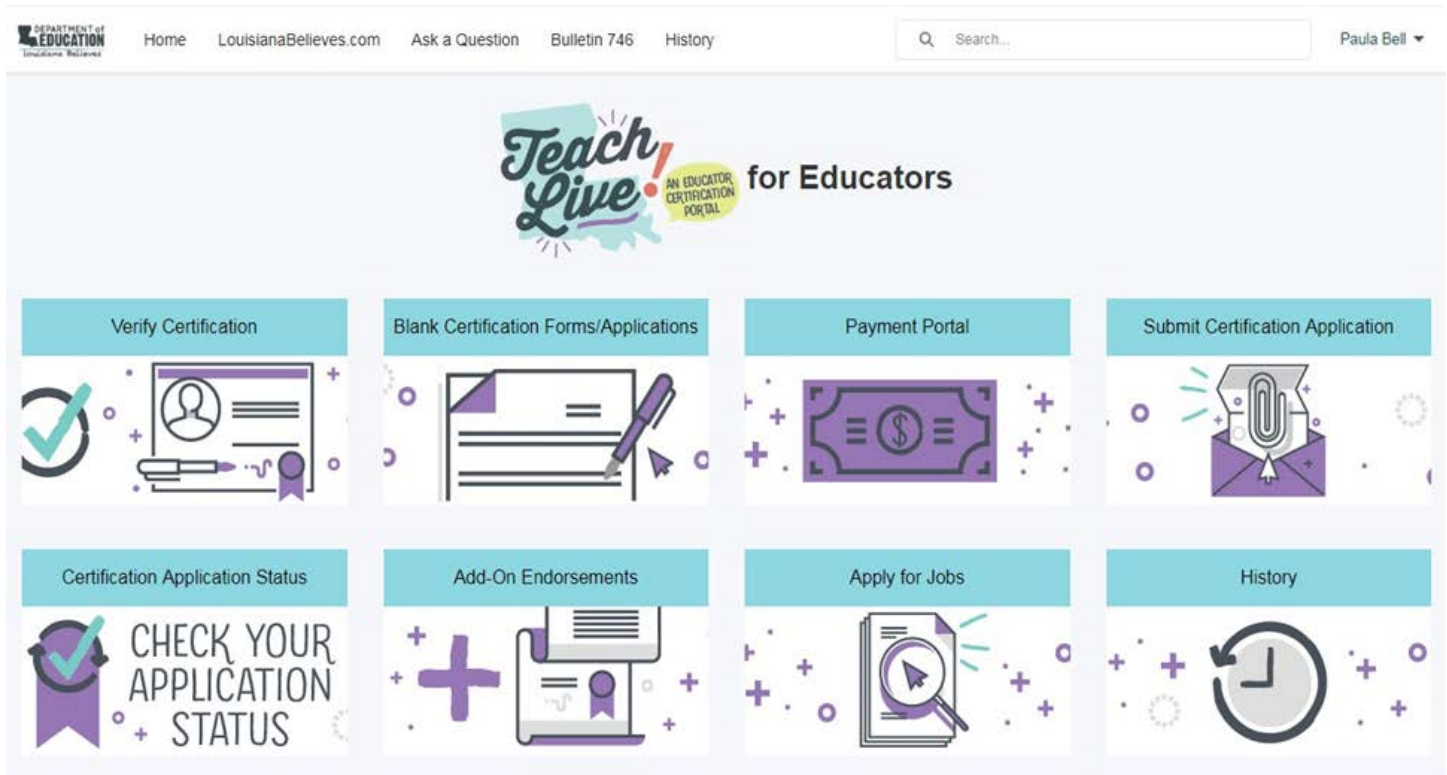 DEPARTMENT of
EDUCATION
Louisiana Believes
Home LouisianaBelieves.com Ask a Question Bulletin 746 History Search... Paula Bell
Teach
Live!
AN EDUCATOR
CERTIFICATION
PORTAL
for Educators
Verify Certification
Blank Certification Forms/Applications
Payment Portal
Submit Certification Application
$
Certification Application Status
Add-On Endorsements
Apply for Jobs
History
CHECK YOUR
APPLICATION
STATUS